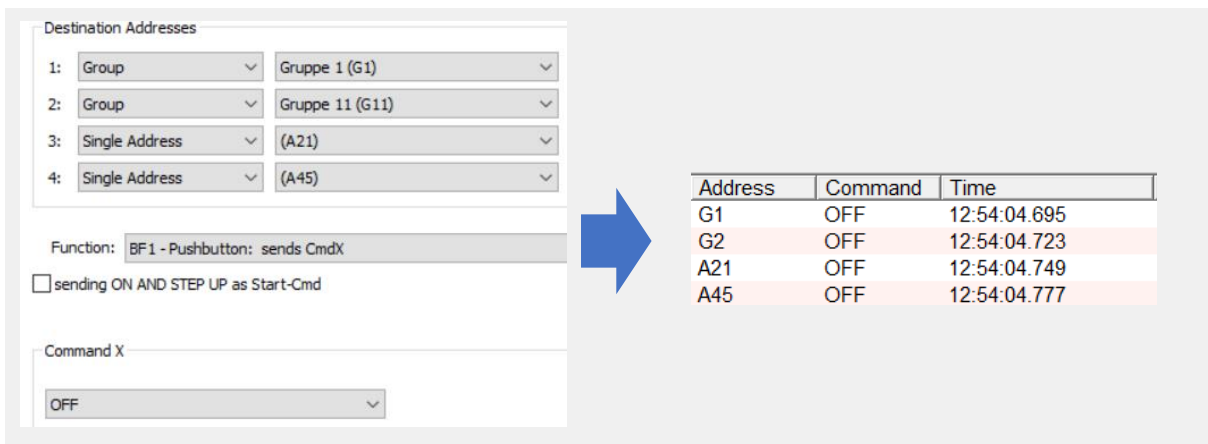 Destination Addresses
1: Group Gruppe 1 (G1)
2: Group Gruppe 11 (G11)
3: Single Address (A21)
4: Single Address (A45)
Function: BF1 - Pushbutton: sends CmdX
sending ON AND STEP UP as Start-Cmd
Command X
OFF
Address Command Time
G1 OFF 12:54:04.695
G2 OFF 12:54:04.723
A21 OFF 12:54:04.749
A45 OFF 12:54:04.777